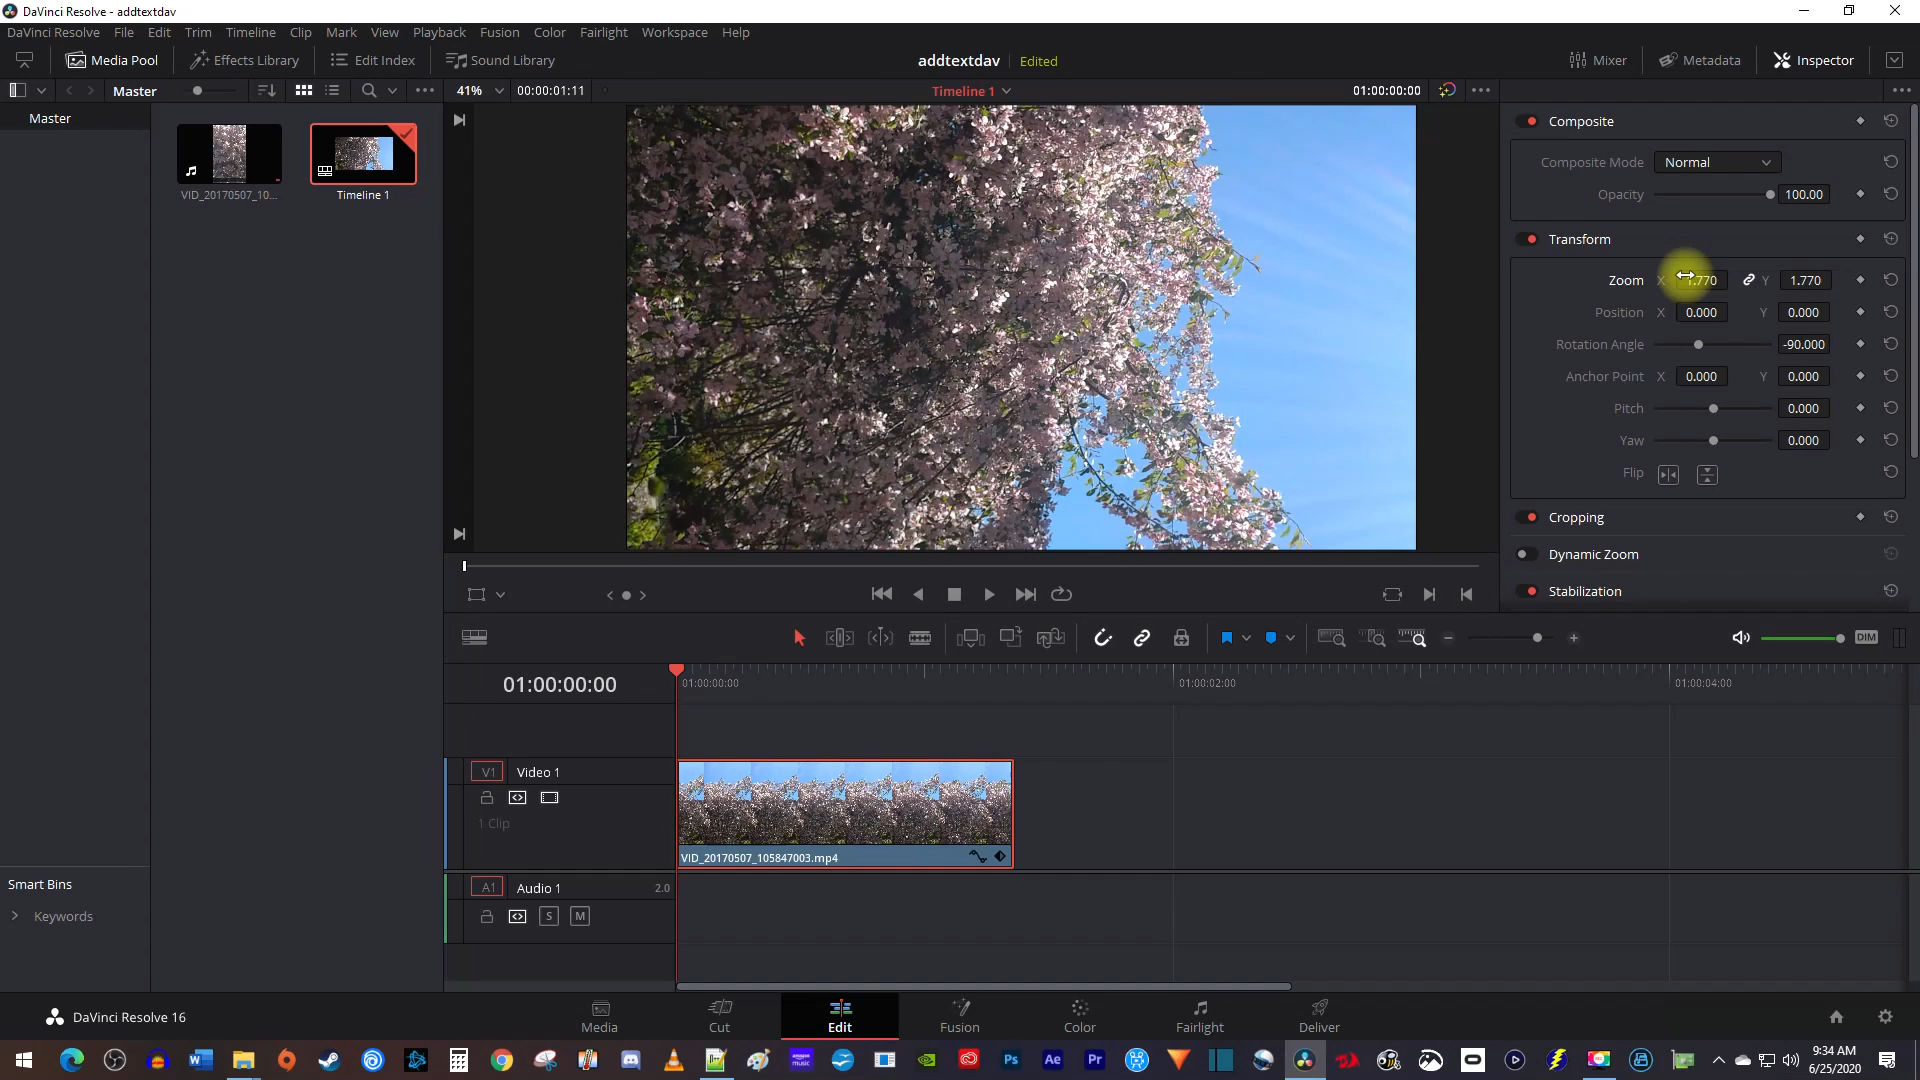 DaVinci Resolve - addtextdav
DaVinci Resolve File Edit Trim Timeline Clip Mark View Playback Fusion Color Fairlight Workspace Help
Media Pool Effects Library Edit Index Sound Library addtextdav Edited Mixer Metadata Inspector
Master 41% 00:00:01:11 Timeline 1 01:00:00:00
Master
VID_20170507_10... Timeline 1
Composite
Composite Mode Normal
Opacity 100.00
Transform
Zoom X 1.770 Y 1.770
Position X 0.000 Y 0.000
Rotation Angle -90.000
Anchor Point X 0.000 Y 0.000
Pitch 0.000
Yaw 0.000
Flip
Cropping
Dynamic Zoom
Stabilization
DIM
01:00:00:00 01:00:00:00 01:00:02:00 01:00:04:00
V1 Video 1
1 Clip
VID_20170507_105847003.mp4
A1 Audio 1 2.0
S M
Smart Bins
Keywords
DaVinci Resolve 16
Media Cut Edit Fusion Color Fairlight Deliver
Ps Ae Pr
9:34 AM
6/25/2020